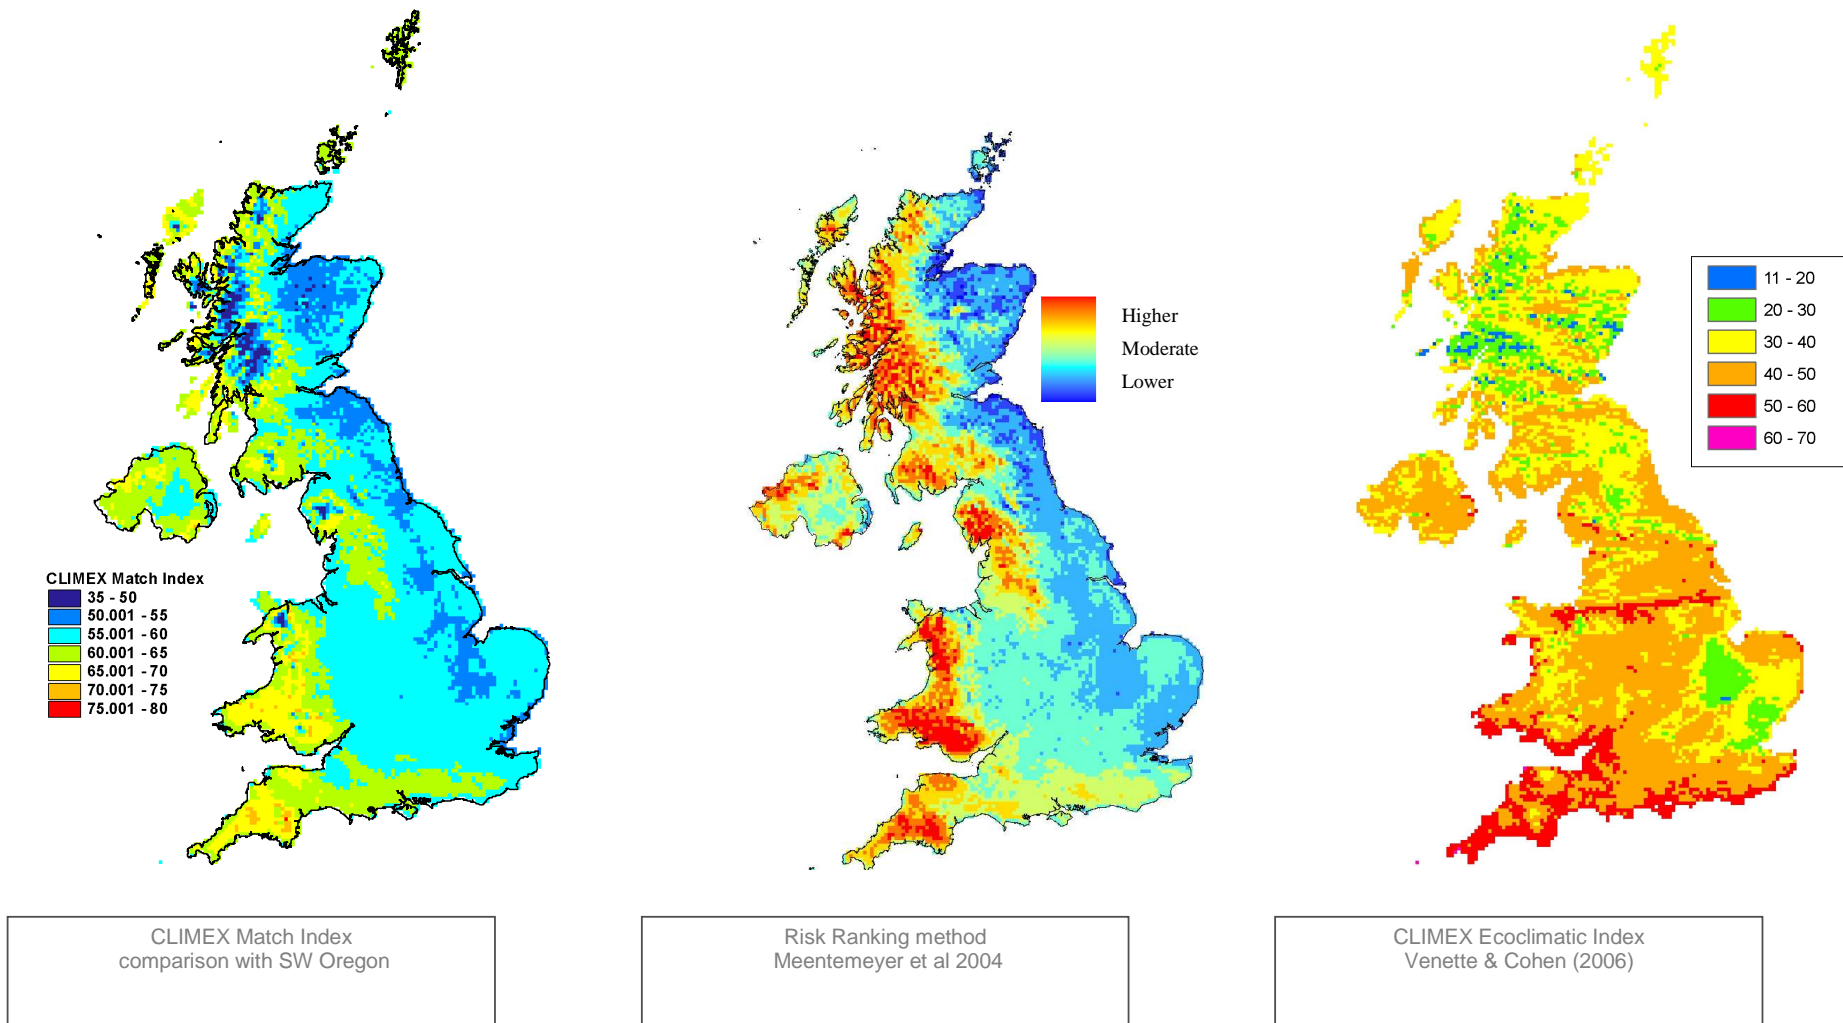 CLIMEX Match Index
35 - 50
50.001 - 55
55.001 - 60
60.001 - 65
65.001 - 70
70.001 - 75
75.001 - 80
Higher
Moderate
Lower
11 - 20
20 - 30
30 - 40
40 - 50
50 - 60
60 - 70
CLIMEX Match Index
comparison with SW Oregon
Risk Ranking method
Meentemeyer et al 2004
CLIMEX Ecoclimatic Index
Venette & Cohen (2006)